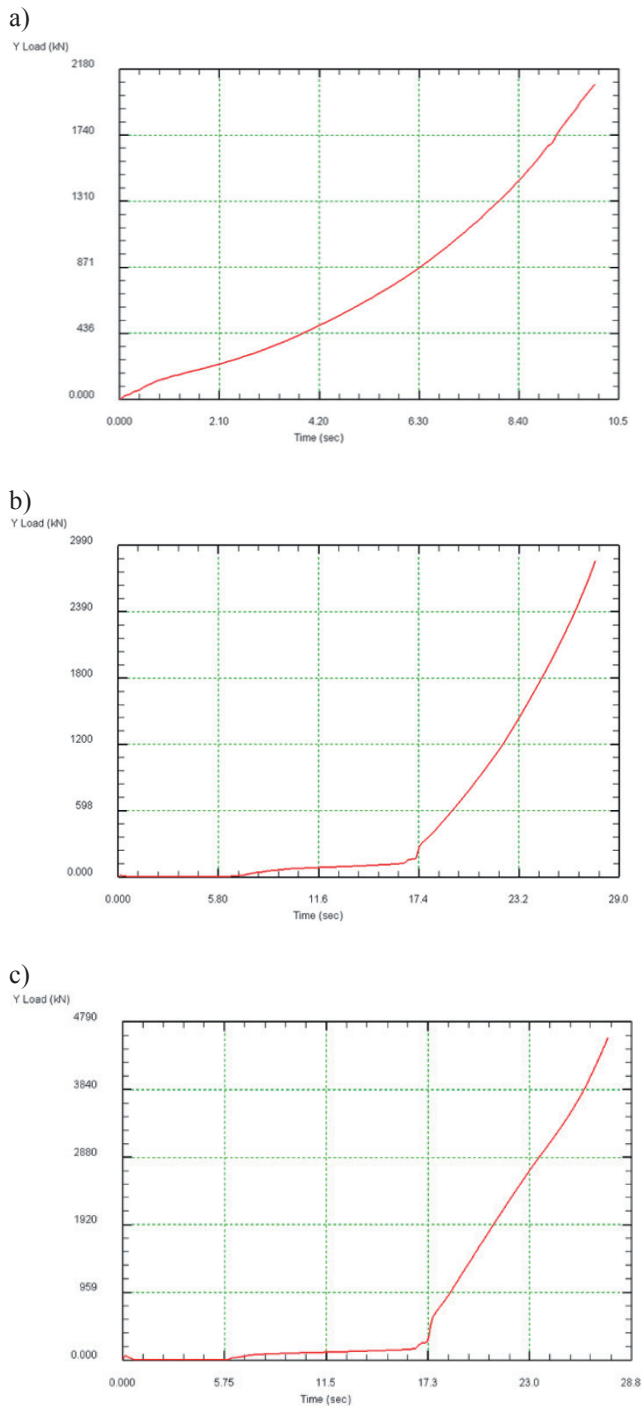 a)
Y Load (kN)
2180
1740
1310
871
436
0.000
0.000 2.10 4.20 6.30 8.40 10.5
Time (sec)
b)
Y Load (kN)
2990
2390
1800
1200
598
0.000
0.000 5.80 11.6 17.4 23.2 29.0
Time (sec)
c)
Y Load (kN)
4790
3840
2880
1920
959
0.000
0.000 5.75 11.5 17.3 23.0 28.8
Time (sec)